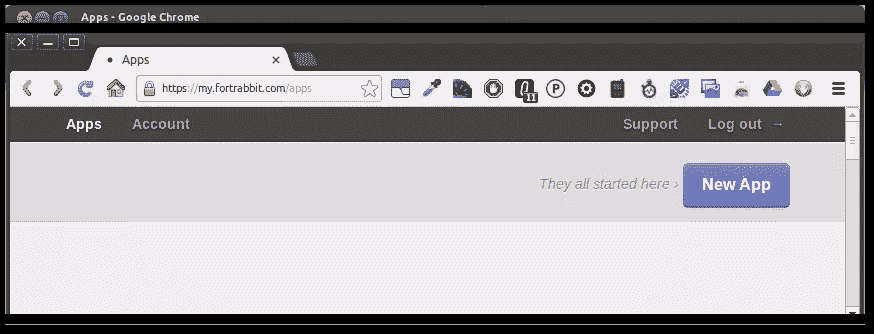 Apps - Google Chrome
Apps
https://my.fortrabbit.com/apps
11
Apps Account Support Log out →
They all started here › New App